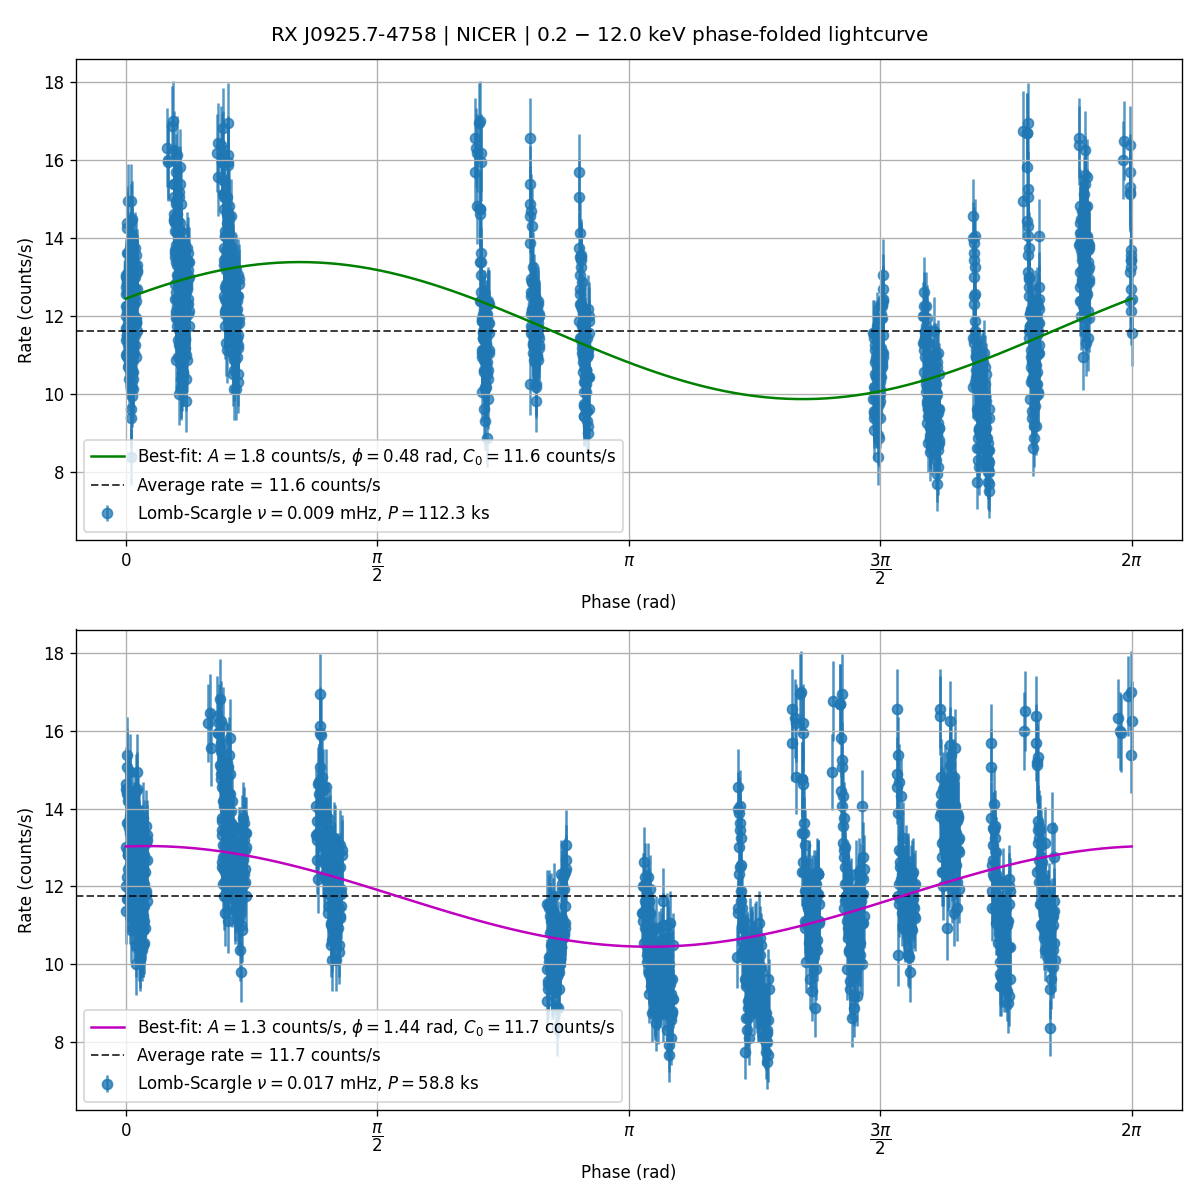 RX J0925.7-4758 | NICER | 0.2 − 12.0 keV phase-folded lightcurve
18
16
14
12
10
8
Rate (counts/s)
Best-fit: A = 1.8 counts/s, ϕ = 0.48 rad, C₀ = 11.6 counts/s
Average rate = 11.6 counts/s
Lomb-Scargle ν = 0.009 mHz, P = 112.3 ks
0 π/2 π 3π/2 2π
Phase (rad)
18
16
14
12
10
8
Rate (counts/s)
Best-fit: A = 1.3 counts/s, ϕ = 1.44 rad, C₀ = 11.7 counts/s
Average rate = 11.7 counts/s
Lomb-Scargle ν = 0.017 mHz, P = 58.8 ks
0 π/2 π 3π/2 2π
Phase (rad)